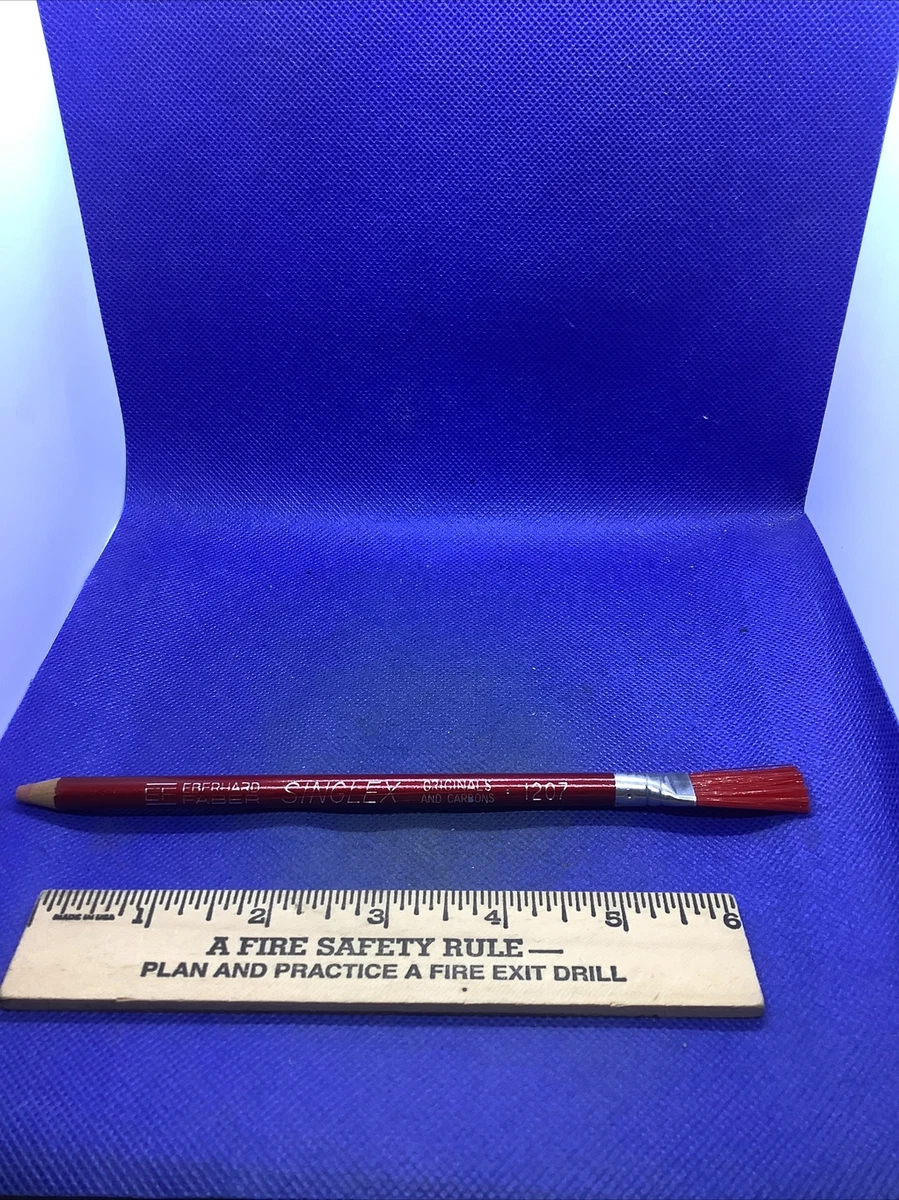 EF EBERHARD FABER SINGLEX ORIGINALS AND CARBONS 1207
MADE IN USA 1 2 3 4 5 6
A FIRE SAFETY RULE—
PLAN AND PRACTICE A FIRE EXIT DRILL